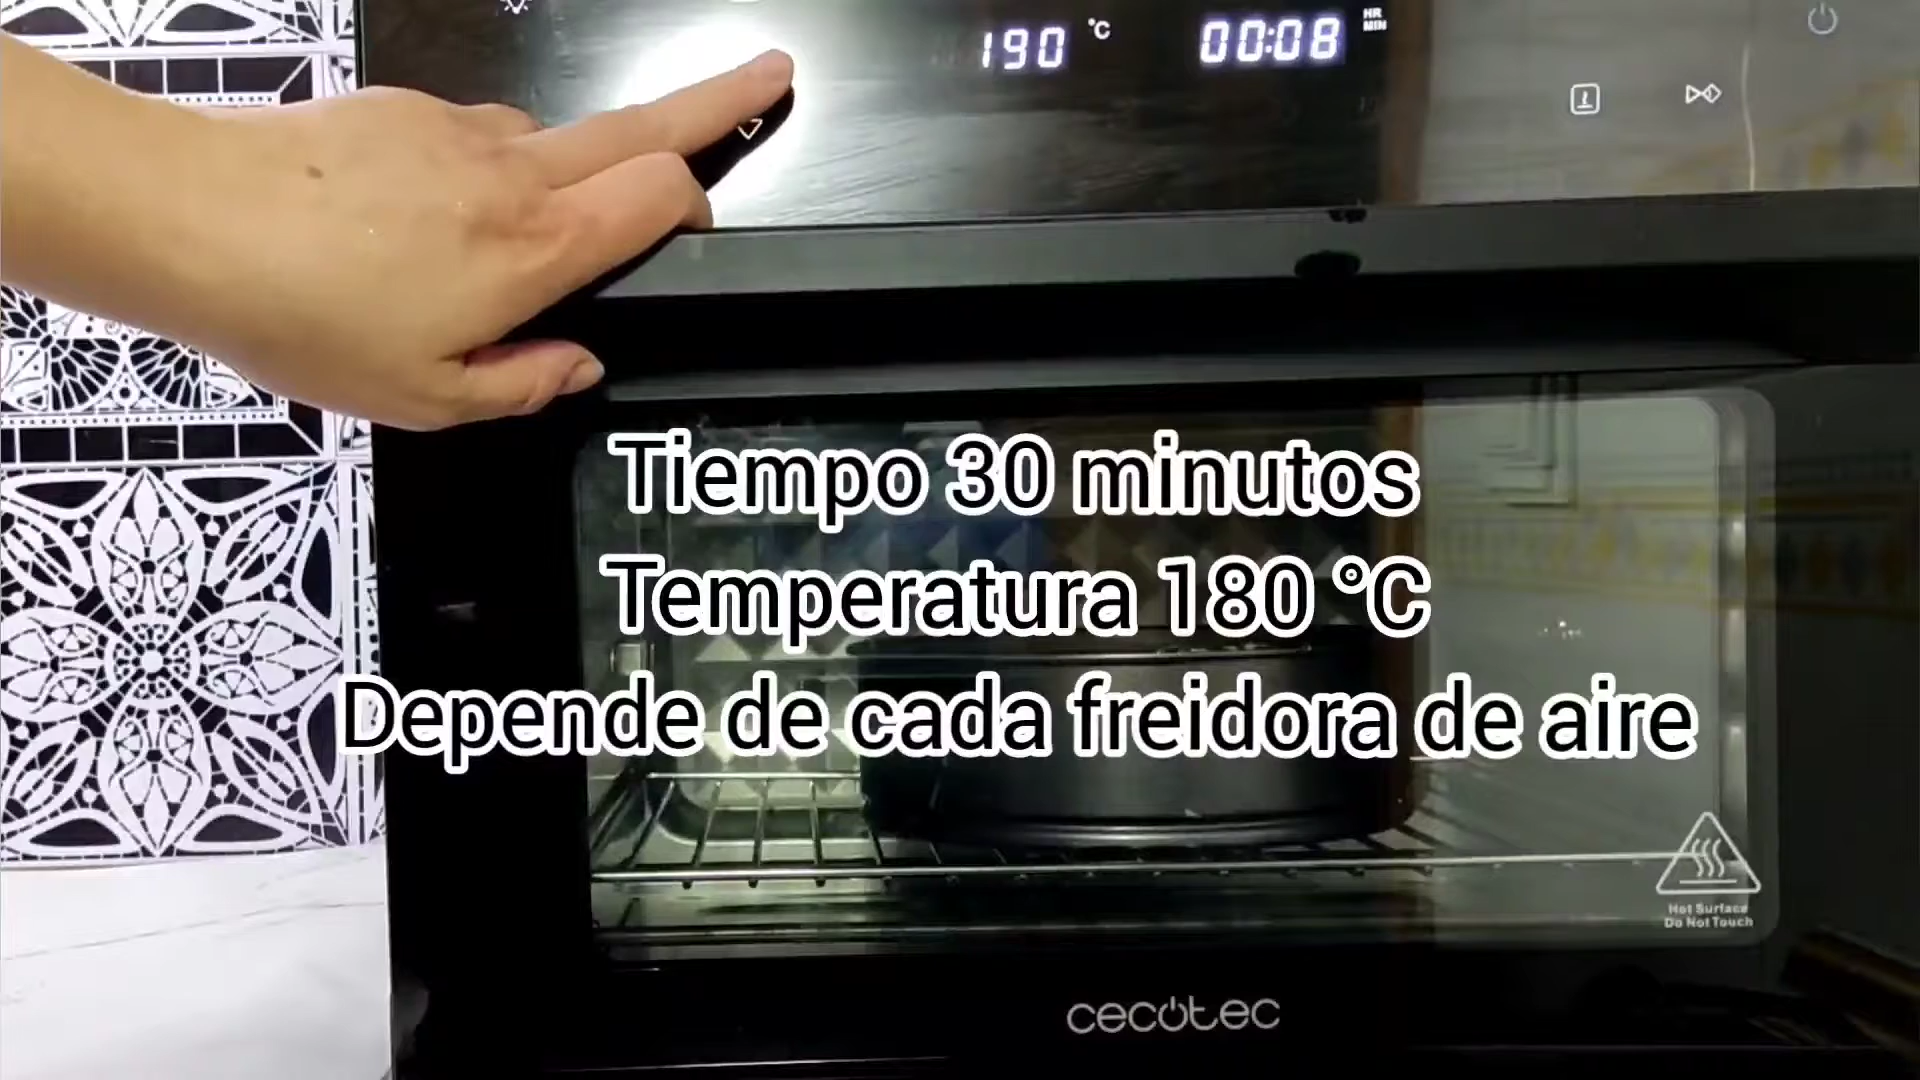 190 °C 00:08 HR MIN
Tiempo 30 minutos
Temperatura 180 °C
Depende de cada freidora de aire
Hot Surface
Do Not Touch
cecotec